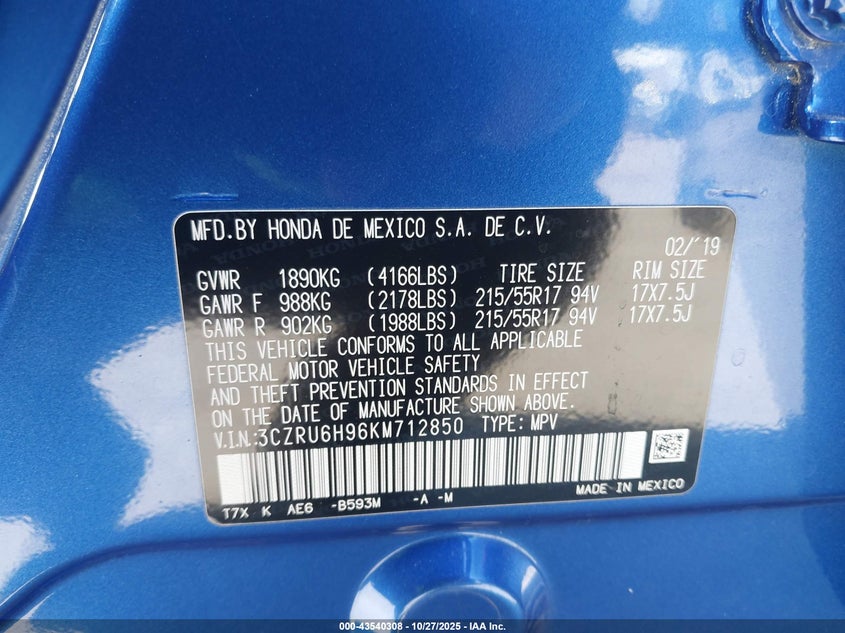 MFD.BY HONDA DE MEXICO S.A. DE C.V.
02/'19
GVWR 1890KG (4166LBS) TIRE SIZE RIM SIZE
GAWR F 988KG (2178LBS) 215/55R17 94V 17X7.5J
GAWR R 902KG (1988LBS) 215/55R17 94V 17X7.5J
THIS VEHICLE CONFORMS TO ALL APPLICABLE
FEDERAL MOTOR VEHICLE SAFETY
AND THEFT PREVENTION STANDARDS IN EFFECT
ON THE DATE OF MANUFACTURE SHOWN ABOVE.
V.I.N.:3CZRU6H96KM712850 TYPE: MPV
T7X K AE6 -B593M -A -M MADE IN MEXICO
000-43540308 • 10/27/2025 - IAA Inc.